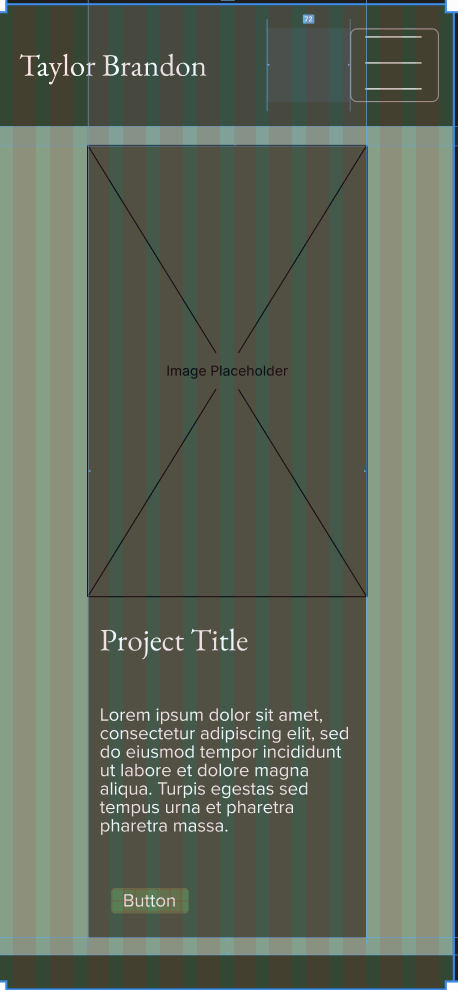 72
Taylor Brandon
Image Placeholder
Project Title
Lorem ipsum dolor sit amet,
consectetur adipiscing elit, sed
do eiusmod tempor incididunt
ut labore et dolore magna
aliqua. Turpis egestas sed
tempus urna et pharetra
pharetra massa.
Button